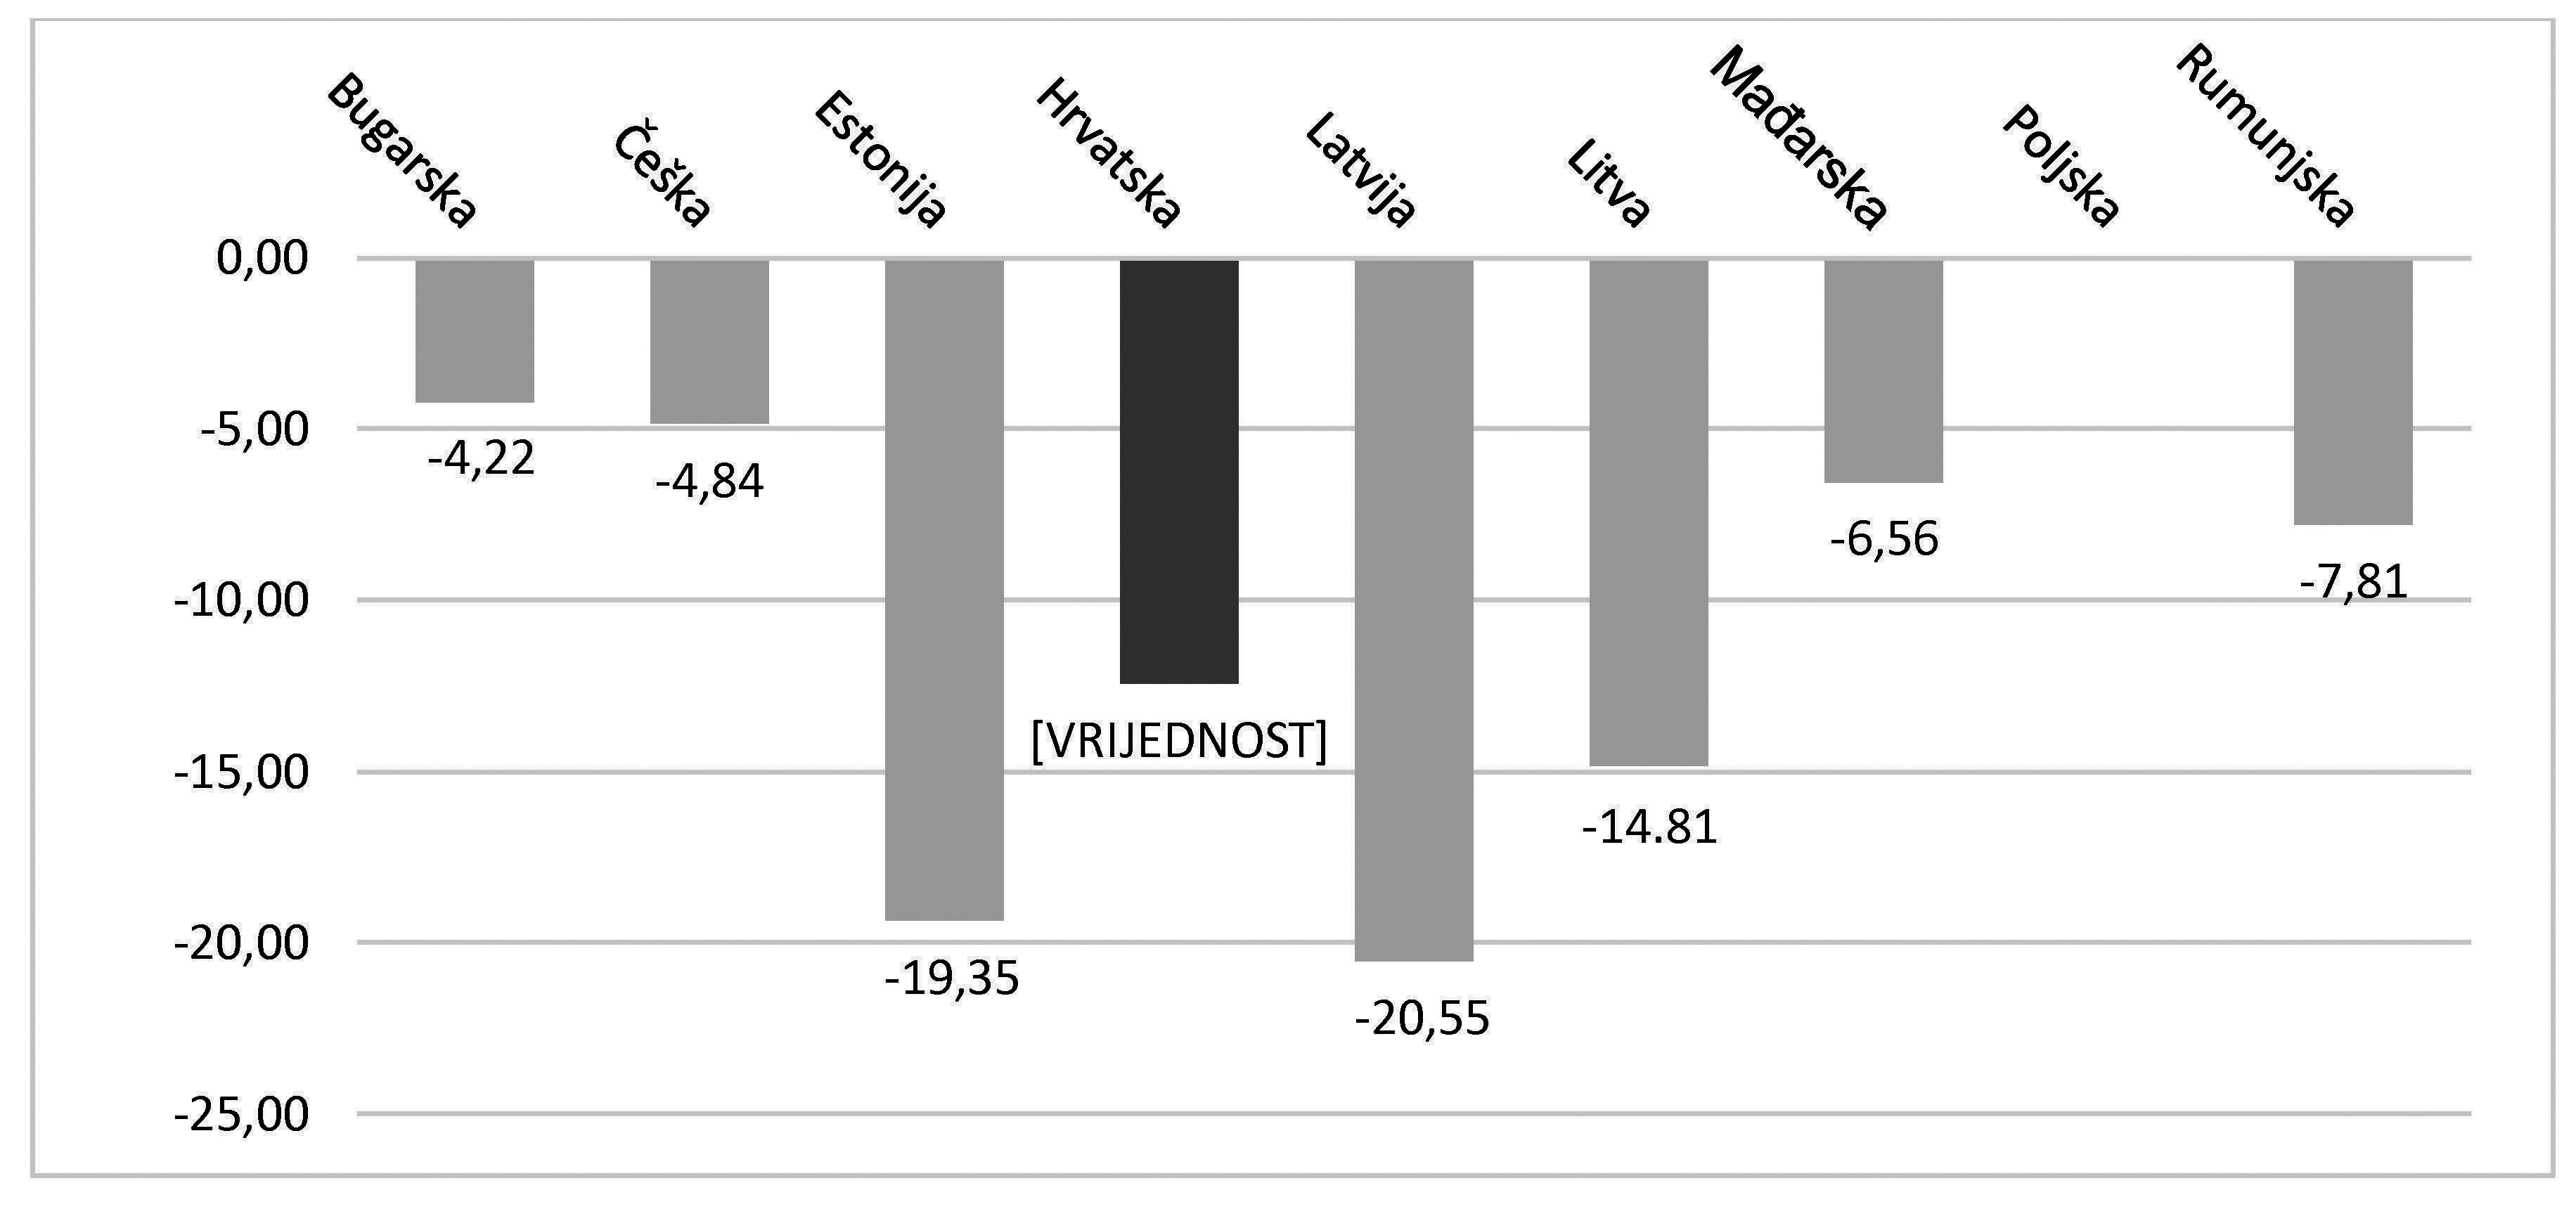 Bugarska
Češka
Estonija
Hrvatska
Latvija
Litva
Mađarska
Poljska
Rumunjska
0,00
-5,00
-10,00
-15,00
-20,00
-25,00
-4,22
-4,84
-19,35
[VRIJEDNOST]
-20,55
-14.81
-6,56
-7,81